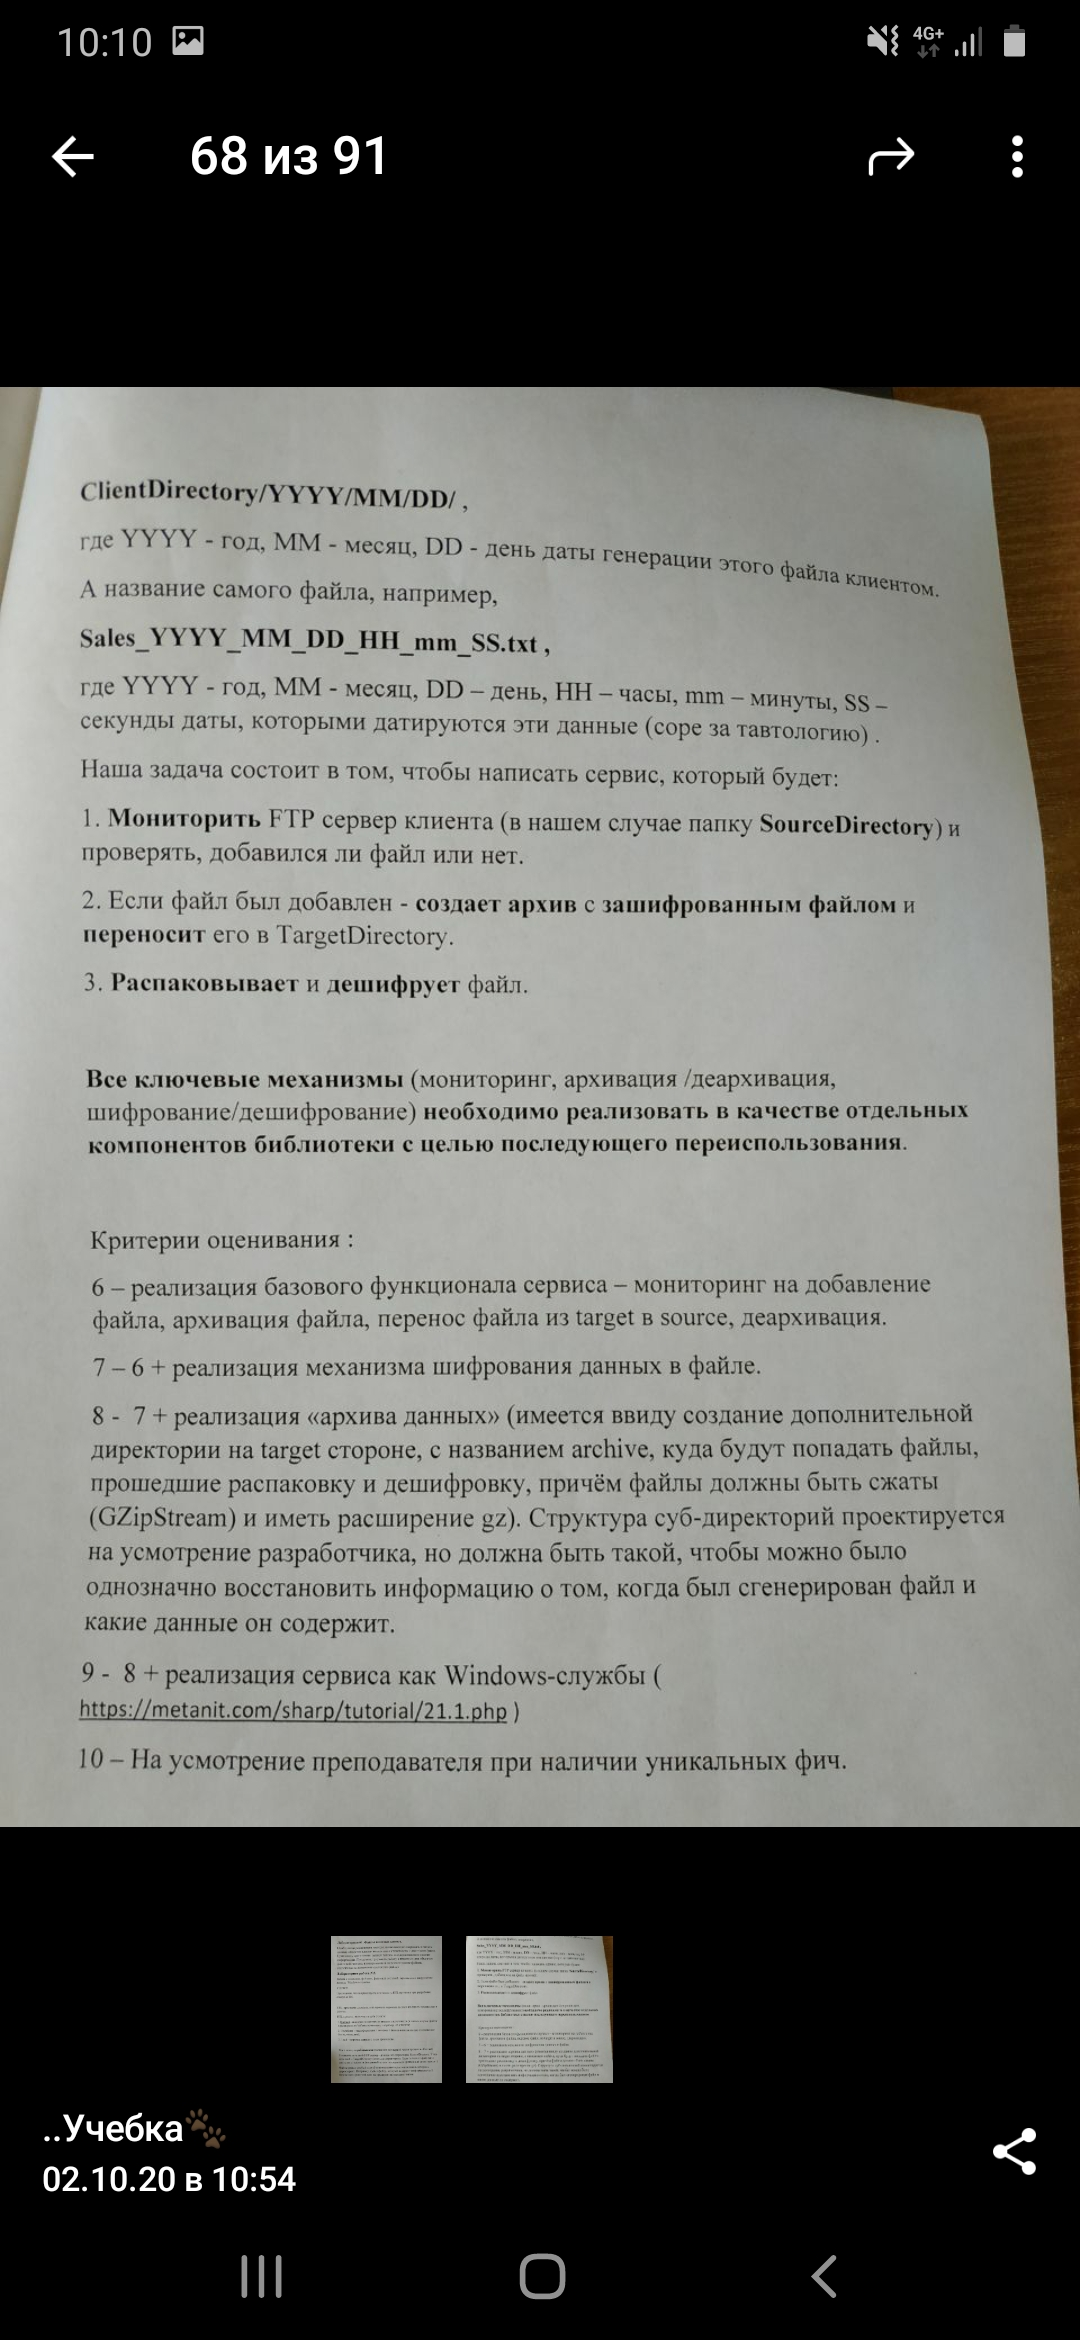 10:10
4G+
68 из 91
ClientDirectory/YYYY/MM/DD/ ,
где YYYY - год, MM - месяц, DD - день даты генерации этого файла клиентом.
А название самого файла, например,
Sales_YYYY_MM_DD_HH_mm_SS.txt ,
где YYYY - год, MM - месяц, DD – день, HH – часы, mm – минуты, SS –
секунды даты, которыми датируются эти данные (соре за тавтологию) .
Наша задача состоит в том, чтобы написать сервис, который будет:
1. Мониторить FTP сервер клиента (в нашем случае папку SourceDirectory) и
проверять, добавился ли файл или нет.
2. Если файл был добавлен - создает архив с зашифрованным файлом и
переносит его в TargetDirectory.
3. Распаковывает и дешифрует файл.
Все ключевые механизмы (мониторинг, архивация /деархивация,
шифрование/дешифрование) необходимо реализовать в качестве отдельных
компонентов библиотеки с целью последующего переиспользования.
Критерии оценивания :
6 – реализация базового функционала сервиса – мониторинг на добавление
файла, архивация файла, перенос файла из target в source, деархивация.
7 – 6 + реализация механизма шифрования данных в файле.
8 - 7 + реализация «архива данных» (имеется ввиду создание дополнительной
директории на target стороне, с названием archive, куда будут попадать файлы,
прошедшие распаковку и дешифровку, причём файлы должны быть сжаты
(GZipStream) и иметь расширение gz). Структура суб-директорий проектируется
на усмотрение разработчика, но должна быть такой, чтобы можно было
однозначно восстановить информацию о том, когда был сгенерирован файл и
какие данные он содержит.
9 - 8 + реализация сервиса как Windows-службы (
https://metanit.com/sharp/tutorial/21.1.php )
10 – На усмотрение преподавателя при наличии уникальных фич.
..Учебка🐾
02.10.20 в 10:54